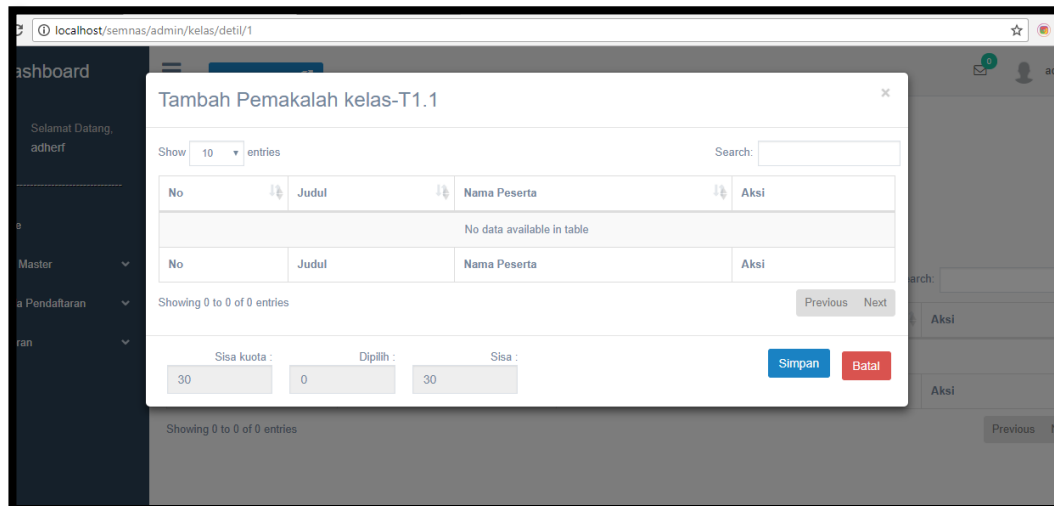 localhost/semnas/admin/kelas/detil/1
ashboard
0
Tambah Pemakalah kelas-T1.1
×
Selamat Datang,
adherf
Show 10 entries
Search:
No Judul Nama Peserta Aksi
No data available in table
No Judul Nama Peserta Aksi
Showing 0 to 0 of 0 entries
Previous Next
e
Master
a Pendaftaran
ran
arch:
Aksi
Aksi
Sisa kuota : Dipilih : Sisa :
30 0 30
Simpan Batal
Showing 0 to 0 of 0 entries
Previous